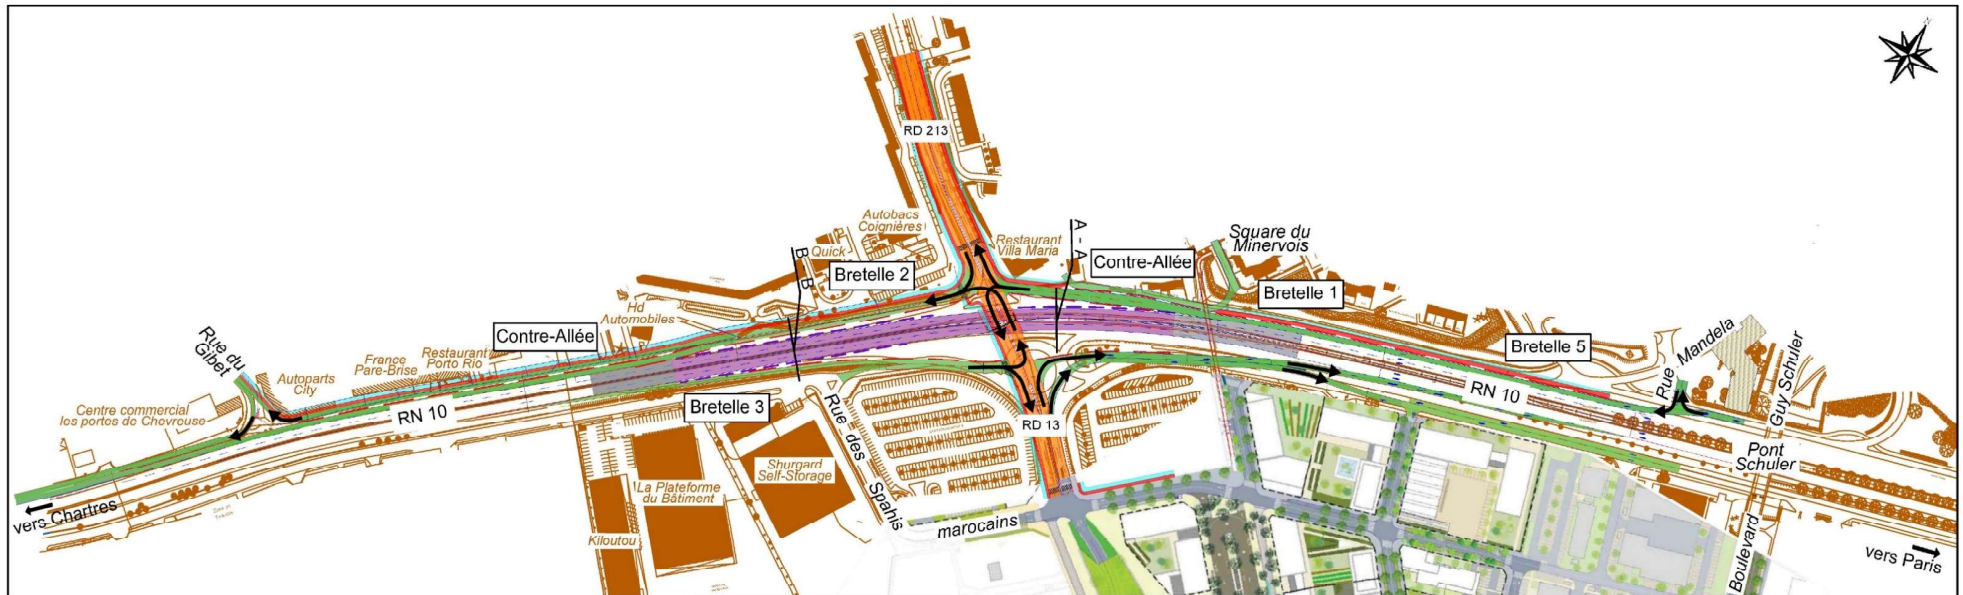 RD 213
Autobacs
Coignières
Quick
B
B
Bretelle 2
Restaurant
Villa Maria
A - A
Contre-Allée
Square du
Minervois
Bretelle 1
Hd
Automobiles
Contre-Allée
Rue du
Gibet
France
Pare-Brise
Restaurant
Porto Rio
Autoparts
City
Centre commercial
les portes de Chevreuse
RN 10
Bretelle 3
Bretelle 5
RN 10
Rue Mandela
Guy Schuler
Pont
Schuler
Boulevard
RD 13
Rue des
Spahis
marocains
Shurgard
Self-Storage
La Plateforme
du Bâtiment
Kiloutou
vers Chartres
vers Paris